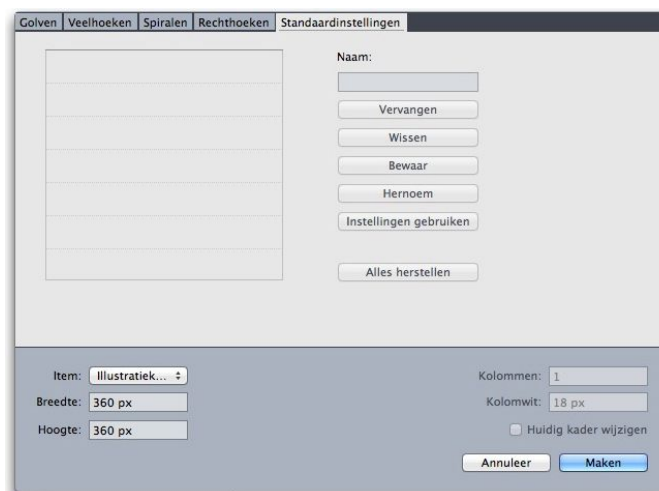 Golven Veelhoeken Spiralen Rechthoeken Standaardinstellingen
Naam:
Vervangen
Wissen
Bewaar
Hernoem
Instellingen gebruiken
Alles herstellen
Item: Illustratiek...
Breedte: 360 px
Hoogte: 360 px
Kolommen: 1
Kolomwit: 18 px
Huidig kader wijzigen
Annuleer Maken